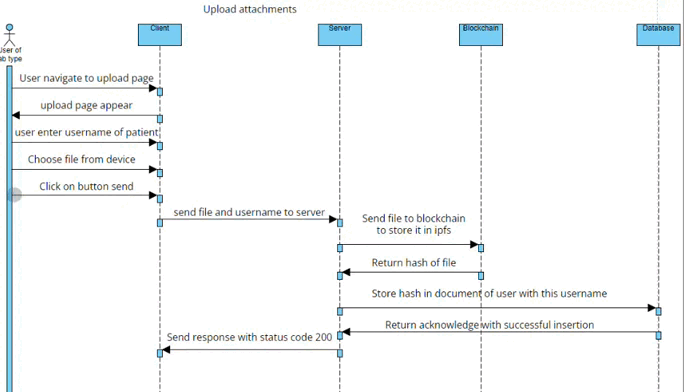 Upload attachments
Client
Server
Blockchain
Database
User of
ab type
User navigate to upload page
upload page appear
user enter username of patient
Choose file from device
Click on button send
send file and username to server
Send file to blockchain
to store it in ipfs
Return hash of file
Store hash in document of user with this username
Return acknowledge with successful insertion
Send response with status code 200